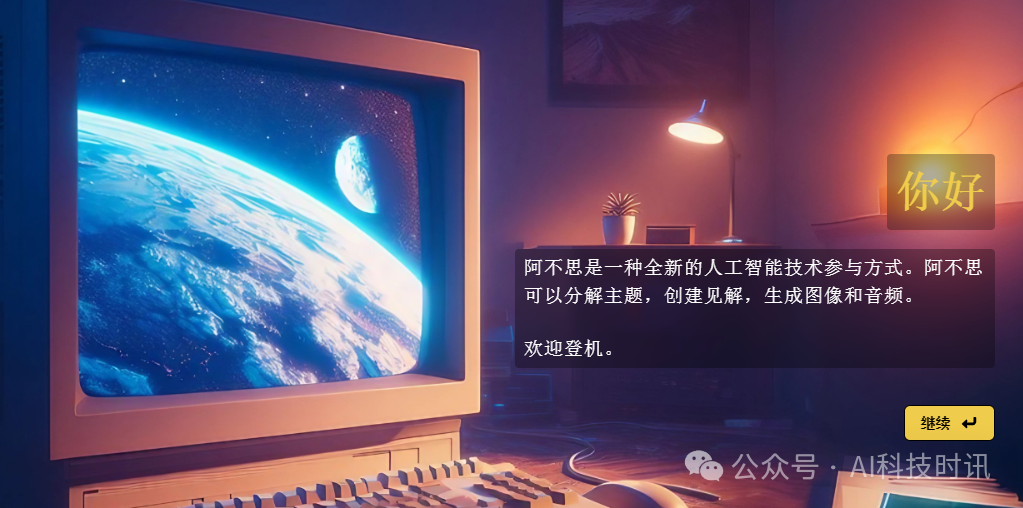 你好
阿不思是一种全新的人工智能技术参与方式。阿不思
可以分解主题，创建见解，生成图像和音频。
欢迎登机。
继续
公众号 · AI科技时讯